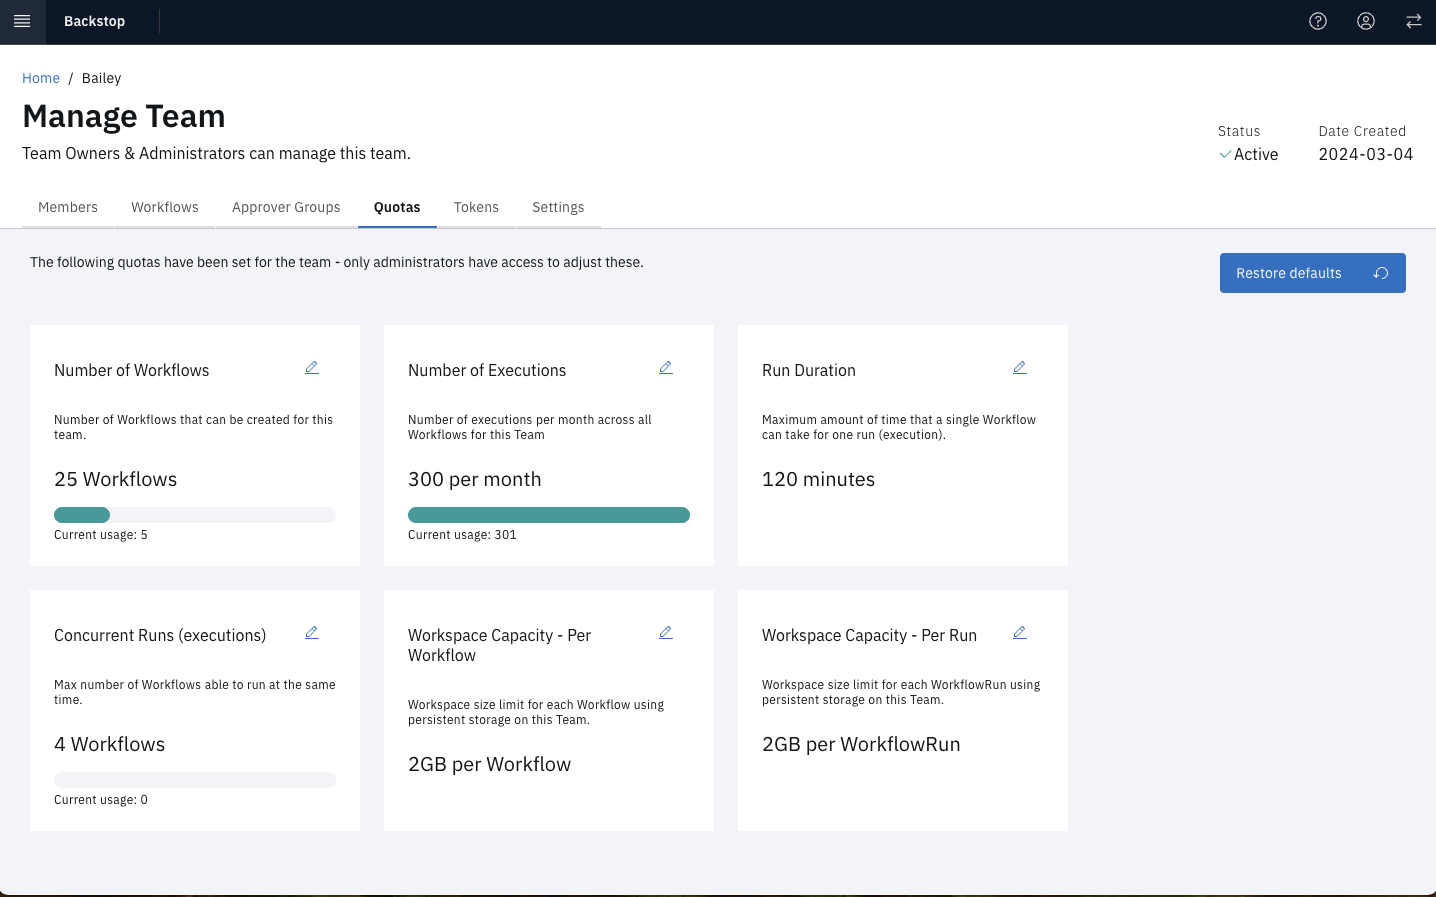 Backstop
Home / Bailey
Manage Team
Team Owners & Administrators can manage this team.
Status
Active
Date Created
2024-03-04
Members
Workflows
Approver Groups
Quotas
Tokens
Settings
The following quotas have been set for the team - only administrators have access to adjust these.
Restore defaults
Number of Workflows
Number of Workflows that can be created for this
team.
25 Workflows
Current usage: 5
Number of Executions
Number of executions per month across all
Workflows for this Team
300 per month
Current usage: 301
Run Duration
Maximum amount of time that a single Workflow
can take for one run (execution).
120 minutes
Concurrent Runs (executions)
Max number of Workflows able to run at the same
time.
4 Workflows
Current usage: 0
Workspace Capacity - Per
Workflow
Workspace size limit for each Workflow using
persistent storage on this Team.
2GB per Workflow
Workspace Capacity - Per Run
Workspace size limit for each WorkflowRun using
persistent storage on this Team.
2GB per WorkflowRun